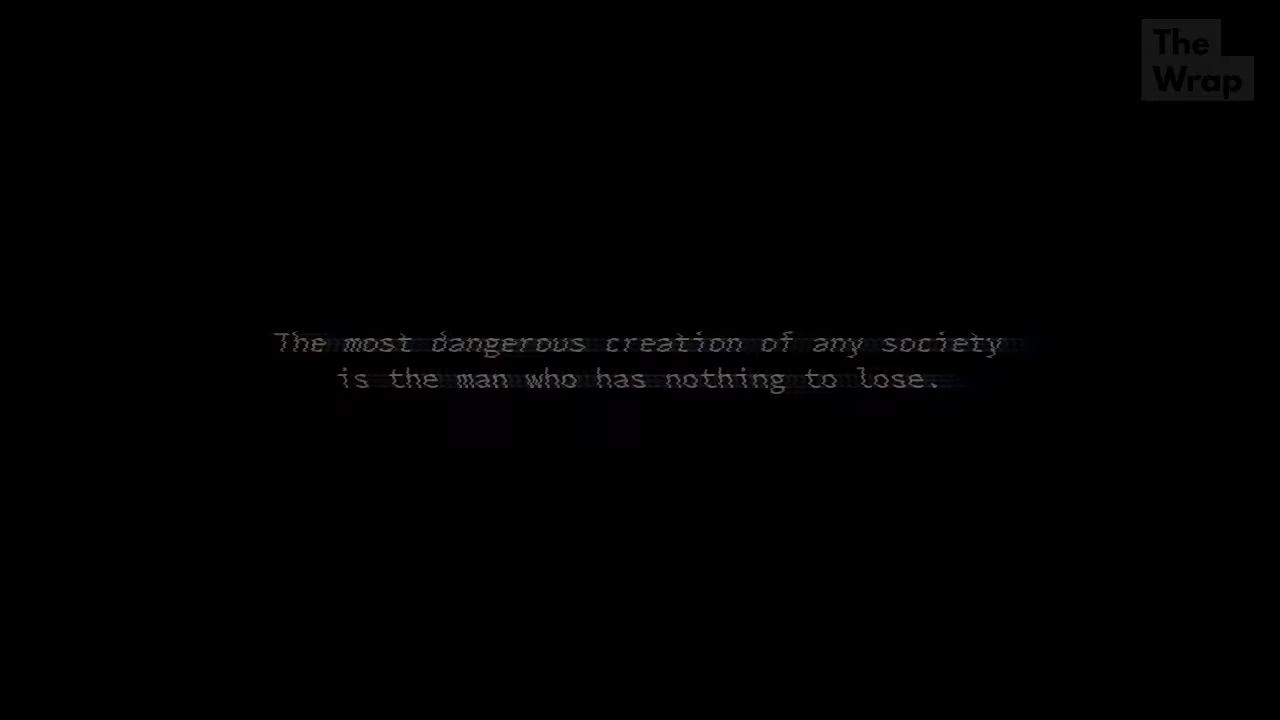 The
Wrap
The most dangerous creation of any society
is the man who has nothing to lose.